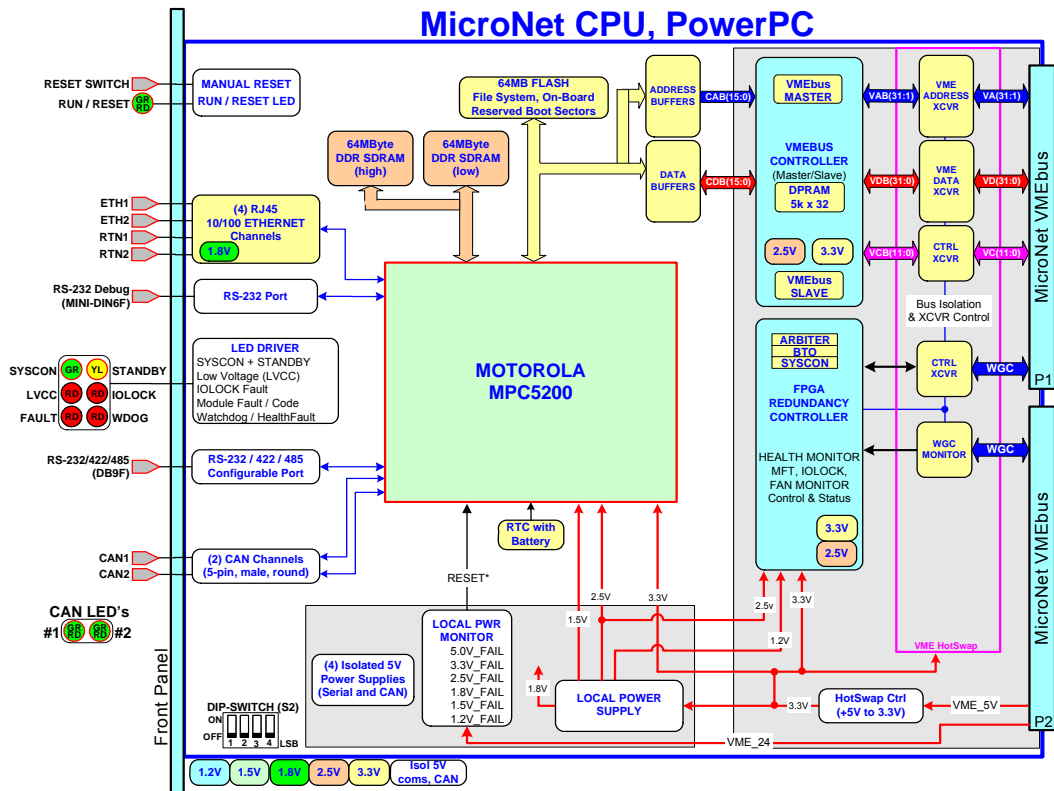 MicroNet CPU, PowerPC
RESET SWITCH
RUN / RESET
GR
RD
MANUAL RESET
RUN / RESET LED
64MB FLASH
File System, On-Board
Reserved Boot Sectors
ADDRESS
BUFFERS
DATA
BUFFERS
CAB(15:0)
CDB(15:0)
VMEbus
MASTER
VMEBUS
CONTROLLER
(Master/Slave)
DPRAM
5k x 32
2.5V
3.3V
VMEbus
SLAVE
VAB(31:1)
VDB(31:0)
VCB(11:0)
VME
ADDRESS
XCVR
VME
DATA
XCVR
CTRL
XCVR
VA(31:1)
VD(31:0)
VC(11:0)
MicroNet VMEbus
P1
64MByte
DDR SDRAM
(high)
64MByte
DDR SDRAM
(low)
ETH1
ETH2
RTN1
RTN2
(4) RJ45
10/100 ETHERNET
Channels
1.8V
RS-232 Debug
(MINI-DIN6F)
RS-232 Port
Bus Isolation
& XCVR Control
SYSCON
GR
YL
STANDBY
LVCC
RD
RD
IOLOCK
FAULT
RD
RD
WDOG
LED DRIVER
SYSCON + STANDBY
Low Voltage (LVCC)
IOLOCK Fault
Module Fault / Code
Watchdog / HealthFault
MOTOROLA
MPC5200
ARBITER
BTO
SYSCON
FPGA
REDUNDANCY
CONTROLLER
HEALTH MONITOR
MFT, IOLOCK,
FAN MONITOR
Control & Status
3.3V
2.5V
CTRL
XCVR
WGC
WGC
MONITOR
WGC
RS-232/422/485
(DB9F)
RS-232 / 422 / 485
Configurable Port
RTC with
Battery
CAN1
CAN2
(2) CAN Channels
(5-pin, male, round)
RESET*
1.5V
2.5V
3.3V
2.5v
1.2V
3.3V
CAN LED's
#1
GR
RD
GR
RD
#2
LOCAL PWR
MONITOR
5.0V_FAIL
3.3V_FAIL
2.5V_FAIL
1.8V_FAIL
1.5V_FAIL
1.2V_FAIL
(4) Isolated 5V
Power Supplies
(Serial and CAN)
1.8V
LOCAL POWER
SUPPLY
3.3V
HotSwap Ctrl
(+5V to 3.3V)
VME HotSwap
VME_5V
VME_24
MicroNet VMEbus
P2
Front Panel
DIP-SWITCH (S2)
ON
OFF
1 2 3 4
LSB
1.2V
1.5V
1.8V
2.5V
3.3V
Isol 5V
coms, CAN